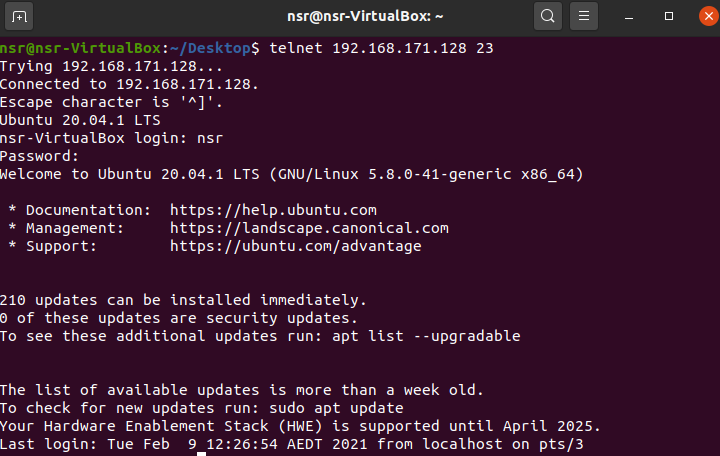 nsr@nsr-VirtualBox: ~
nsr@nsr-VirtualBox:~/Desktop$ telnet 192.168.171.128 23
Trying 192.168.171.128...
Connected to 192.168.171.128.
Escape character is '^]'.
Ubuntu 20.04.1 LTS
nsr-VirtualBox login: nsr
Password:
Welcome to Ubuntu 20.04.1 LTS (GNU/Linux 5.8.0-41-generic x86_64)
* Documentation:  https://help.ubuntu.com
* Management:     https://landscape.canonical.com
* Support:        https://ubuntu.com/advantage
210 updates can be installed immediately.
0 of these updates are security updates.
To see these additional updates run: apt list --upgradable
The list of available updates is more than a week old.
To check for new updates run: sudo apt update
Your Hardware Enablement Stack (HWE) is supported until April 2025.
Last login: Tue Feb  9 12:26:54 AEDT 2021 from localhost on pts/3